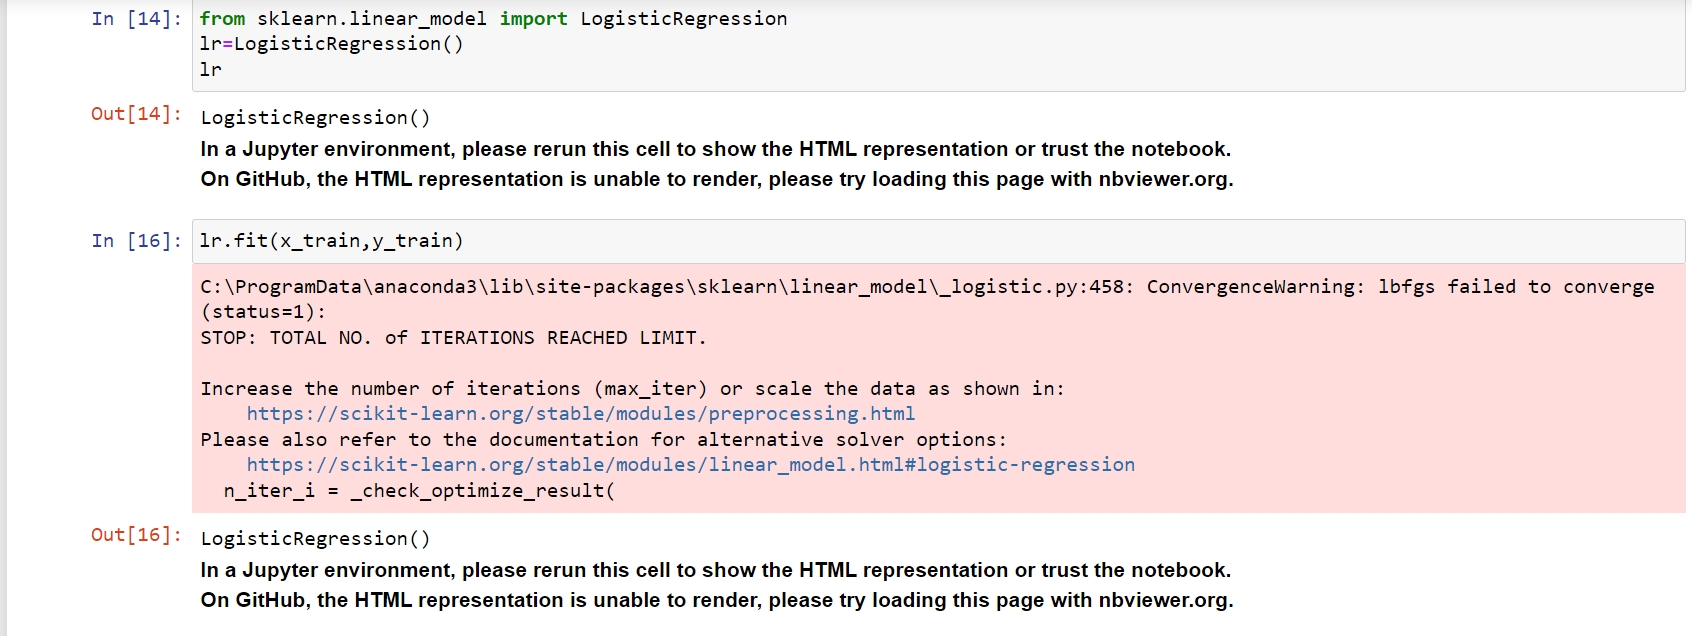 In [14]: from sklearn.linear_model import LogisticRegression
lr=LogisticRegression()
lr
Out[14]: LogisticRegression()
In a Jupyter environment, please rerun this cell to show the HTML representation or trust the notebook.
On GitHub, the HTML representation is unable to render, please try loading this page with nbviewer.org.
In [16]: lr.fit(x_train,y_train)
C:\ProgramData\anaconda3\lib\site-packages\sklearn\linear_model\_logistic.py:458: ConvergenceWarning: lbfgs failed to converge
(status=1):
STOP: TOTAL NO. of ITERATIONS REACHED LIMIT.
Increase the number of iterations (max_iter) or scale the data as shown in:
https://scikit-learn.org/stable/modules/preprocessing.html
Please also refer to the documentation for alternative solver options:
https://scikit-learn.org/stable/modules/linear_model.html#logistic-regression
n_iter_i = _check_optimize_result(
Out[16]: LogisticRegression()
In a Jupyter environment, please rerun this cell to show the HTML representation or trust the notebook.
On GitHub, the HTML representation is unable to render, please try loading this page with nbviewer.org.